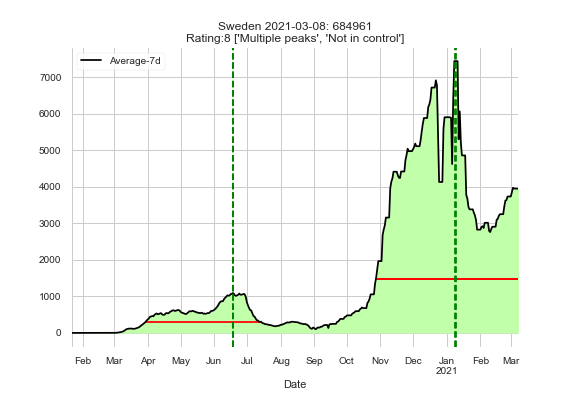 Sweden 2021-03-08: 684961
Rating:8 ['Multiple peaks', 'Not in control']
Average-7d
7000
6000
5000
4000
3000
2000
1000
0
Feb Mar Apr May Jun Jul Aug Sep Oct Nov Dec Jan Feb Mar
2021
Date